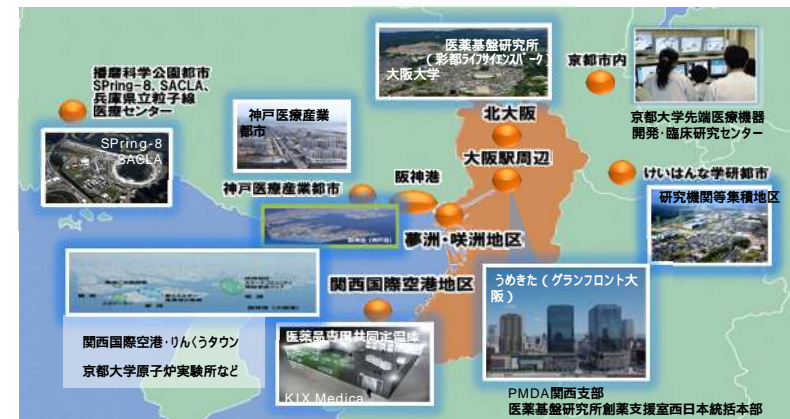 播磨科学公園都市
SPring-8、SACLA、
兵庫県立粒子線
医療センター
SPring-8
SACLA
神戸医療産業
都市
神戸医療産業都市
阪神港
医薬基盤研究所
(彩都ライフサイエンスパーク)
大阪大学
北大阪
大阪駅周辺
京都市内
京都大学先端医療機器
開発・臨床研究センター
けいはんな学研都市
研究機関等集積地区
夢洲・咲洲地区
関西国際空港地区
関西国際空港・りんくうタウン
京都大学原子炉実験所など
医薬品専用共同定温庫
KIX Medica
うめきた(グランフロント大
阪)
PMDA関西支部
医薬基盤研究所創薬支援室西日本統括本部